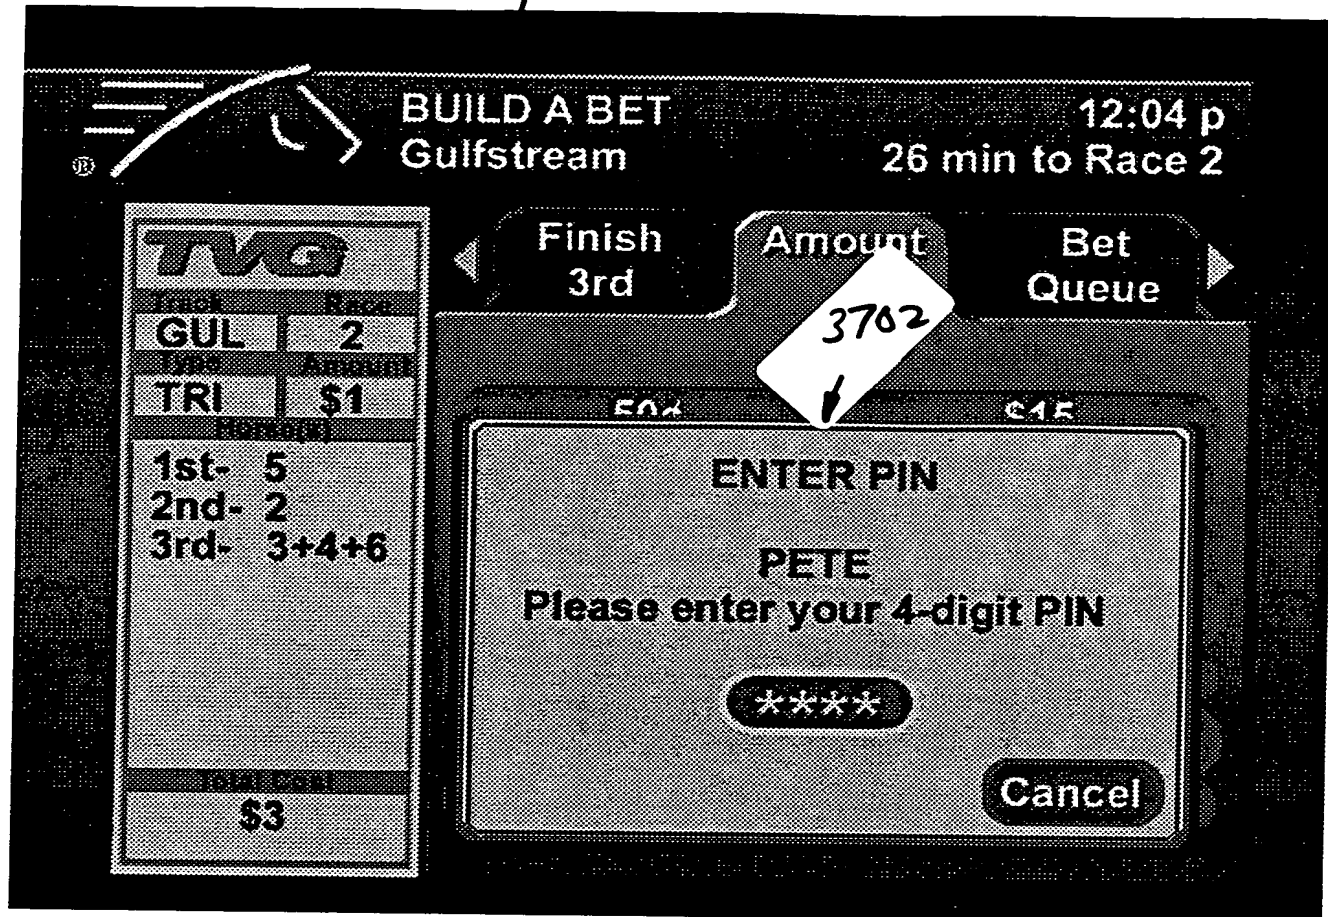 BUILD A BET
Gulfstream
12:04 p
26 min to Race 2
®
TVG
Track Race
GUL 2
Type Amount
TRI $1
Horse(s)
1st- 5
2nd- 2
3rd- 3+4+6
Total Cost
$3
Finish
3rd
Amount
Bet
Queue
3702
50¢ $15
ENTER PIN
PETE
Please enter your 4-digit PIN
****
Cancel